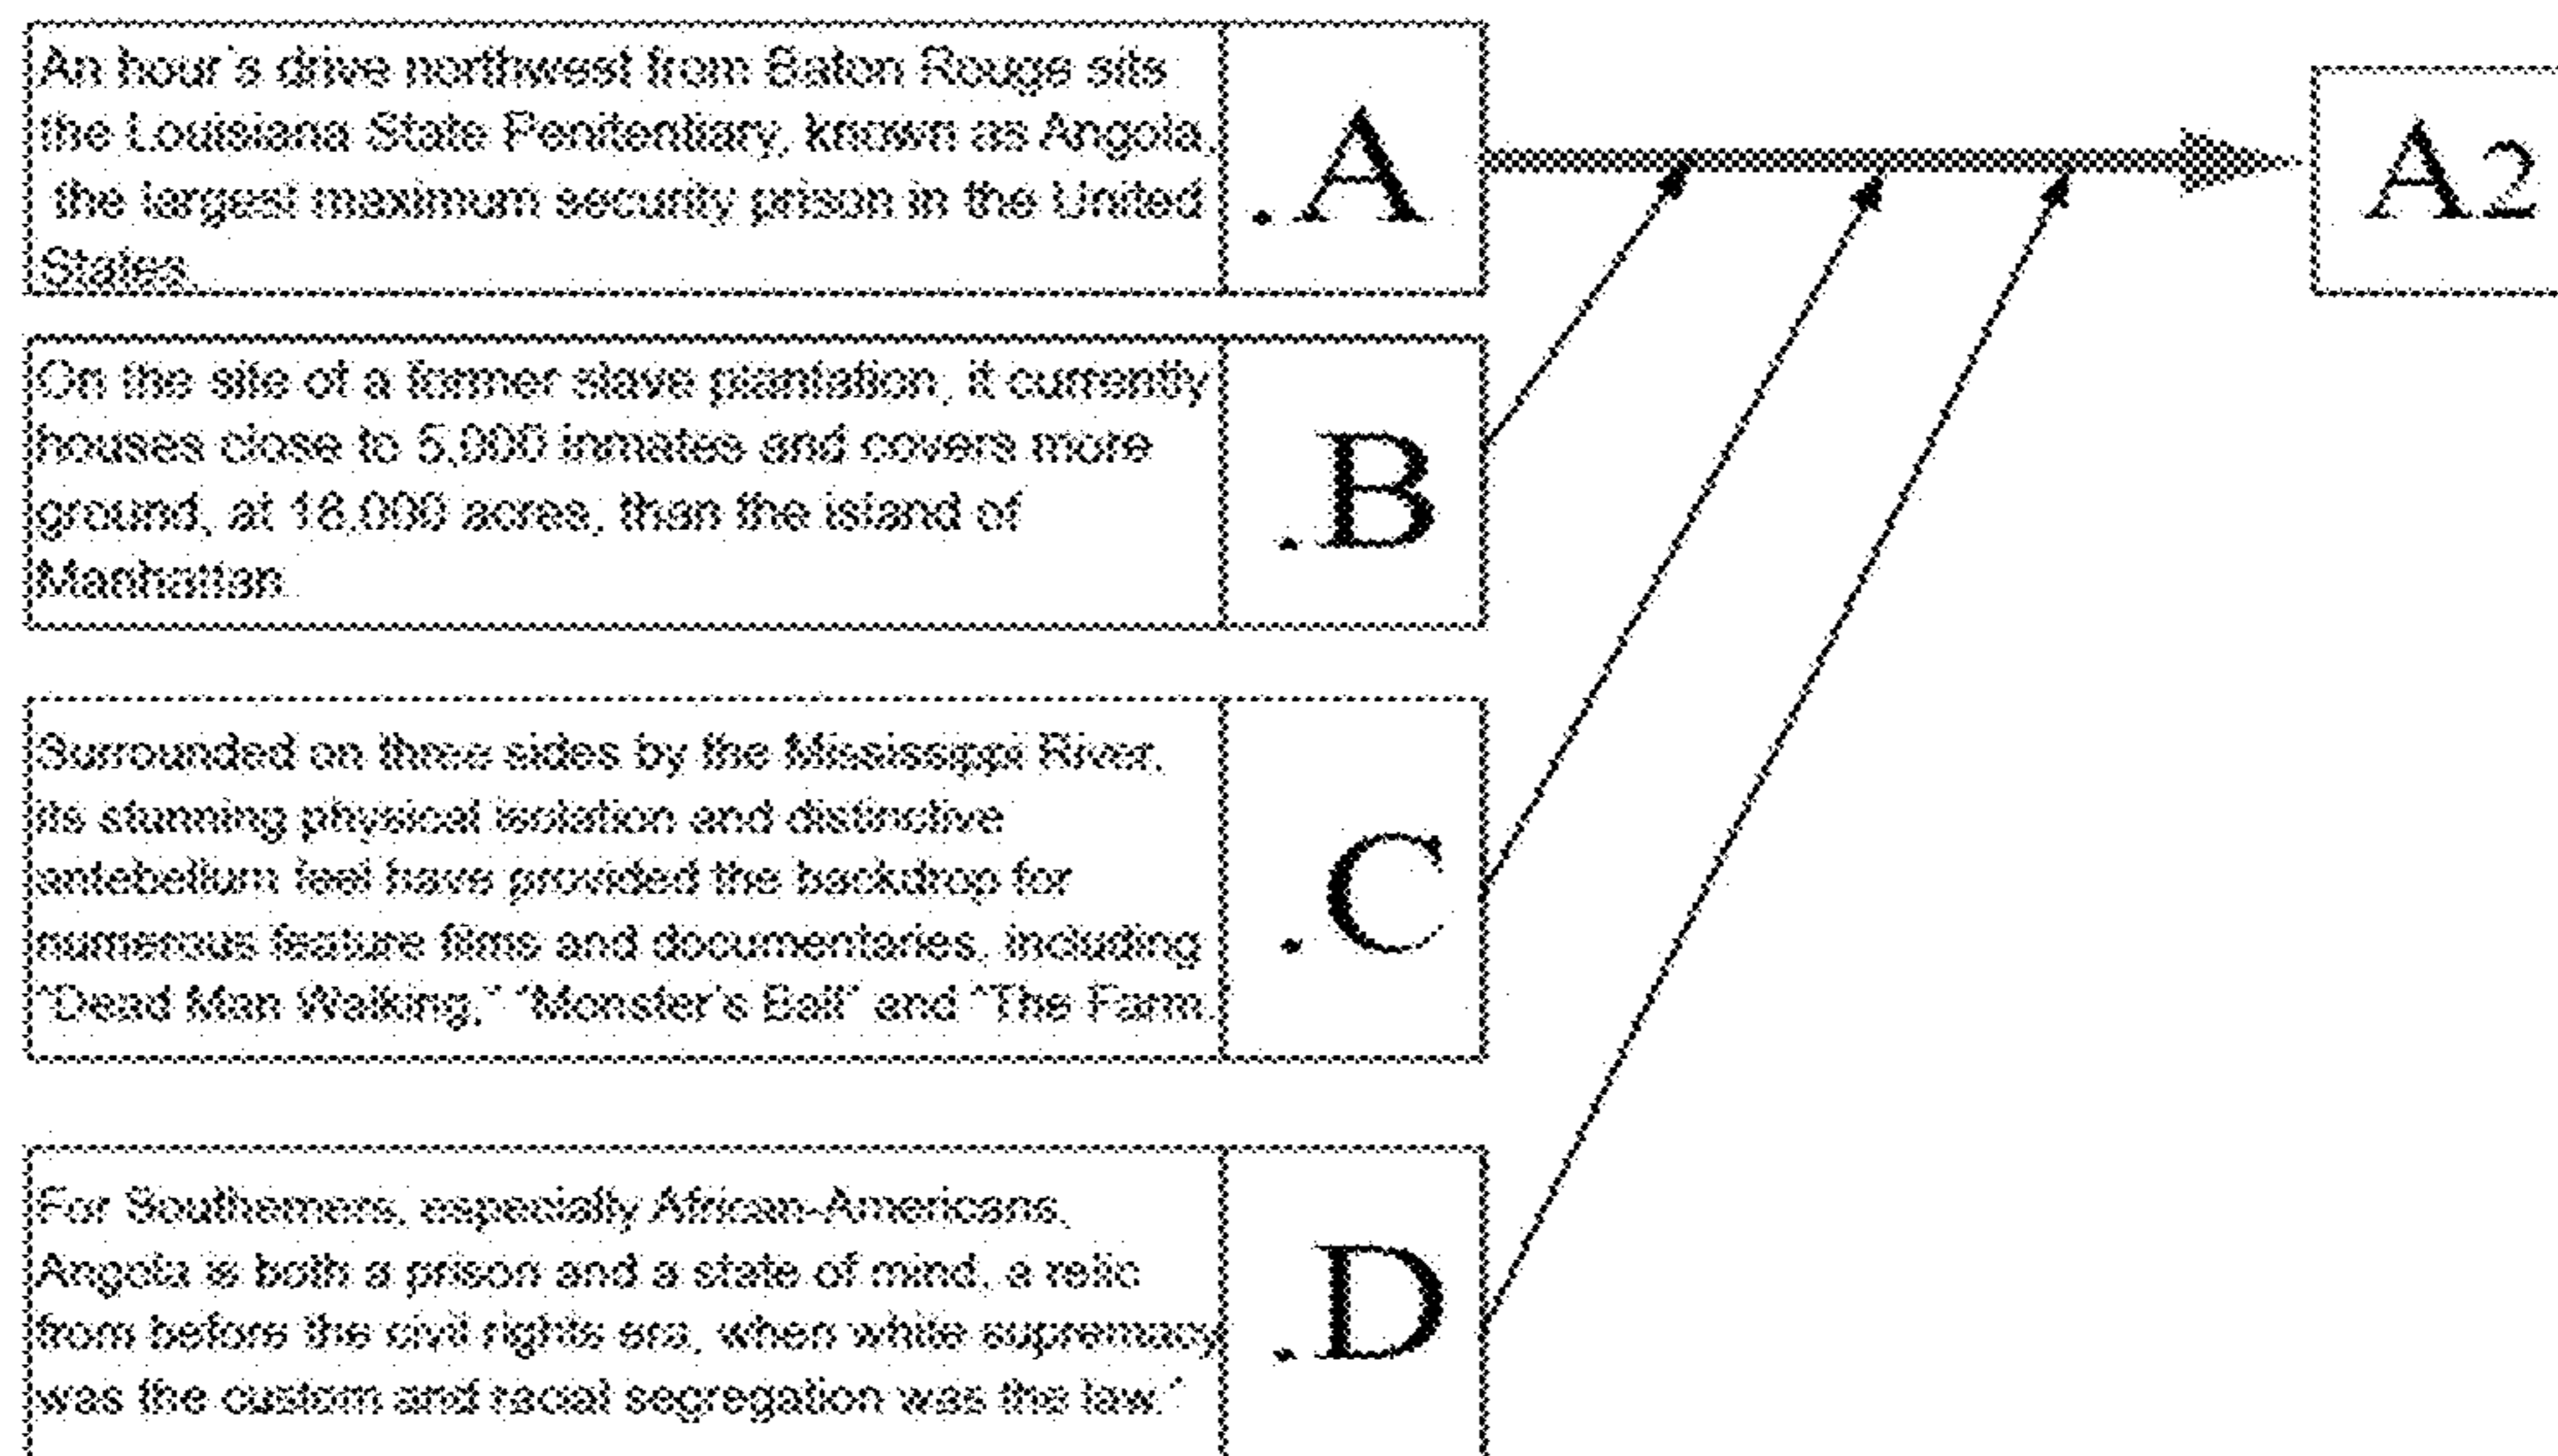 An hour's drive northwest from Baton Rouge sits
the Louisiana State Penitentiary, known as Angola,
the largest maximum security prison in the United
States.
.A
A2
On the site of a former slave plantation, it currently
houses close to 5,000 inmates and covers more
ground, at 18,000 acres, than the island of
Manhattan.
.B
Surrounded on three sides by the Mississippi River,
its stunning physical isolation and distinctive
antebellum feel have provided the backdrop for
numerous feature films and documentaries, including
"Dead Man Walking," "Monster's Ball" and "The Farm.
.C
For Southerners, especially African-Americans,
Angola is both a prison and a state of mind, a relic
from before the civil rights era, when white supremacy
was the custom and racial segregation was the law."
.D